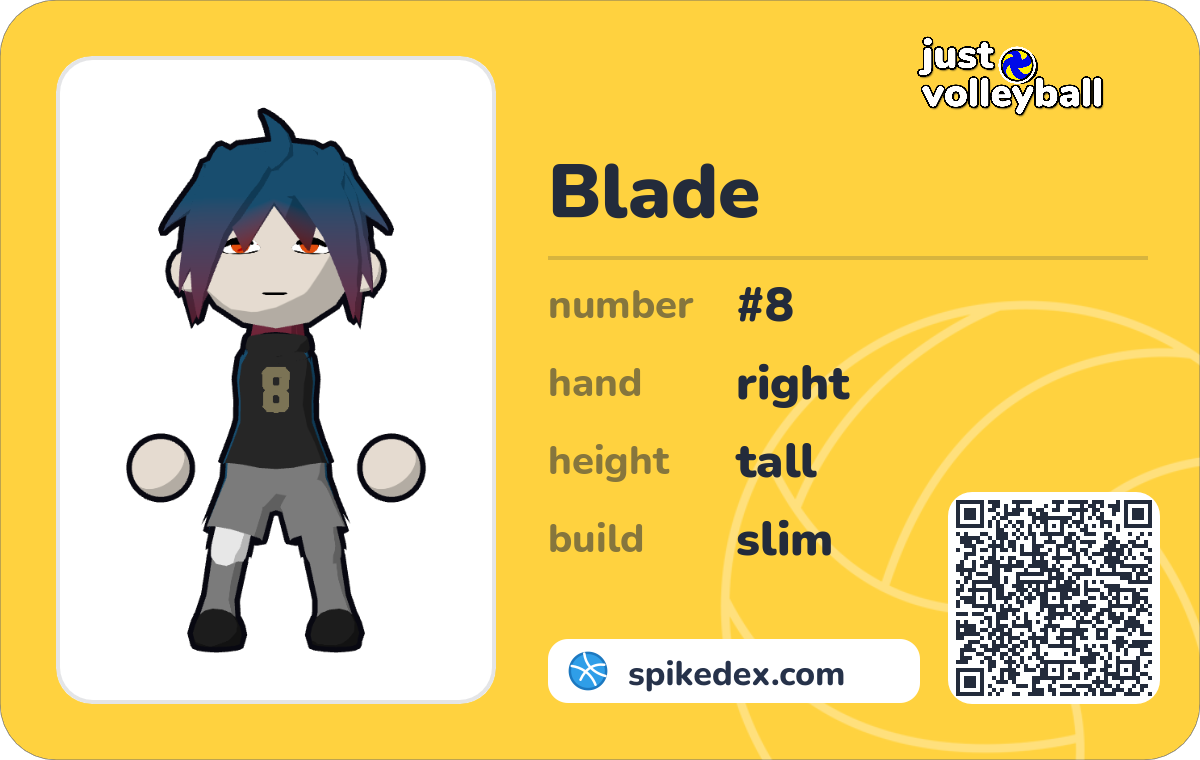 just
volleyball
Blade
number #8
hand right
height tall
build slim
8
spikedex.com